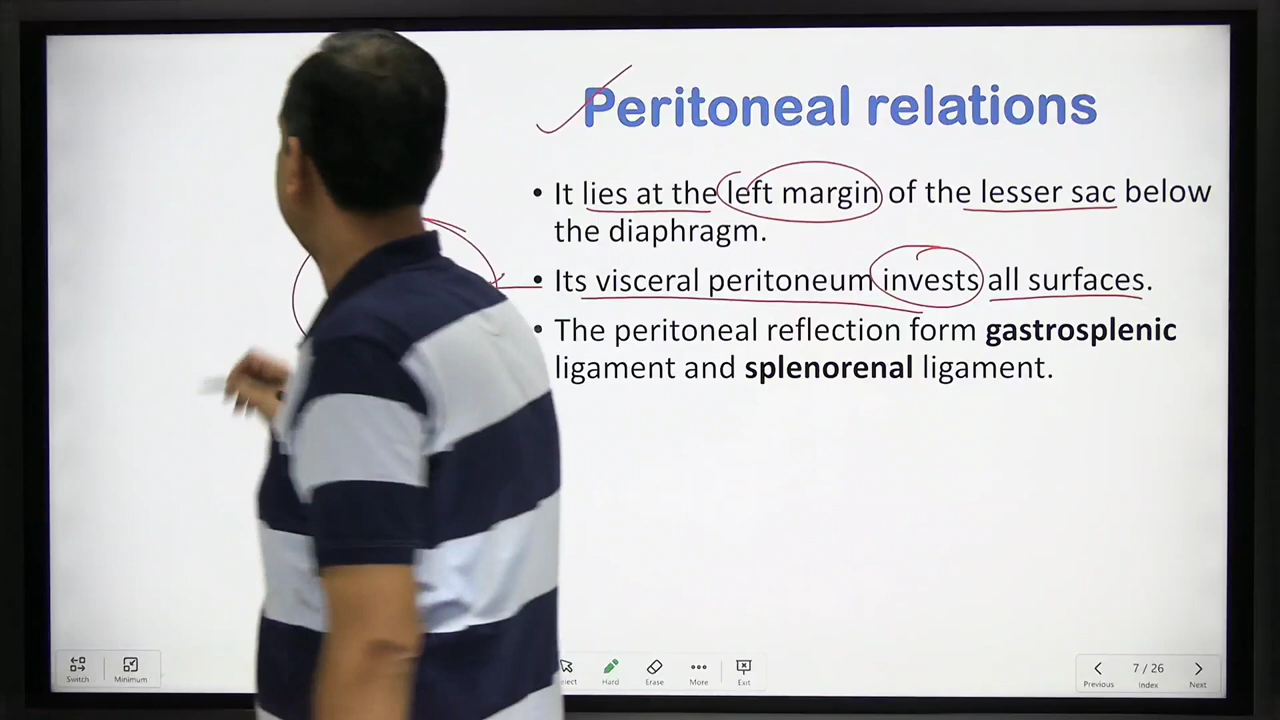 Peritoneal relations
• It lies at the left margin of the lesser sac below
the diaphragm.
• Its visceral peritoneum invests all surfaces.
• The peritoneal reflection form gastrosplenic
ligament and splenorenal ligament.
Switch Minimum Hard Erase More Exit Previous 7 / 26 Index Next